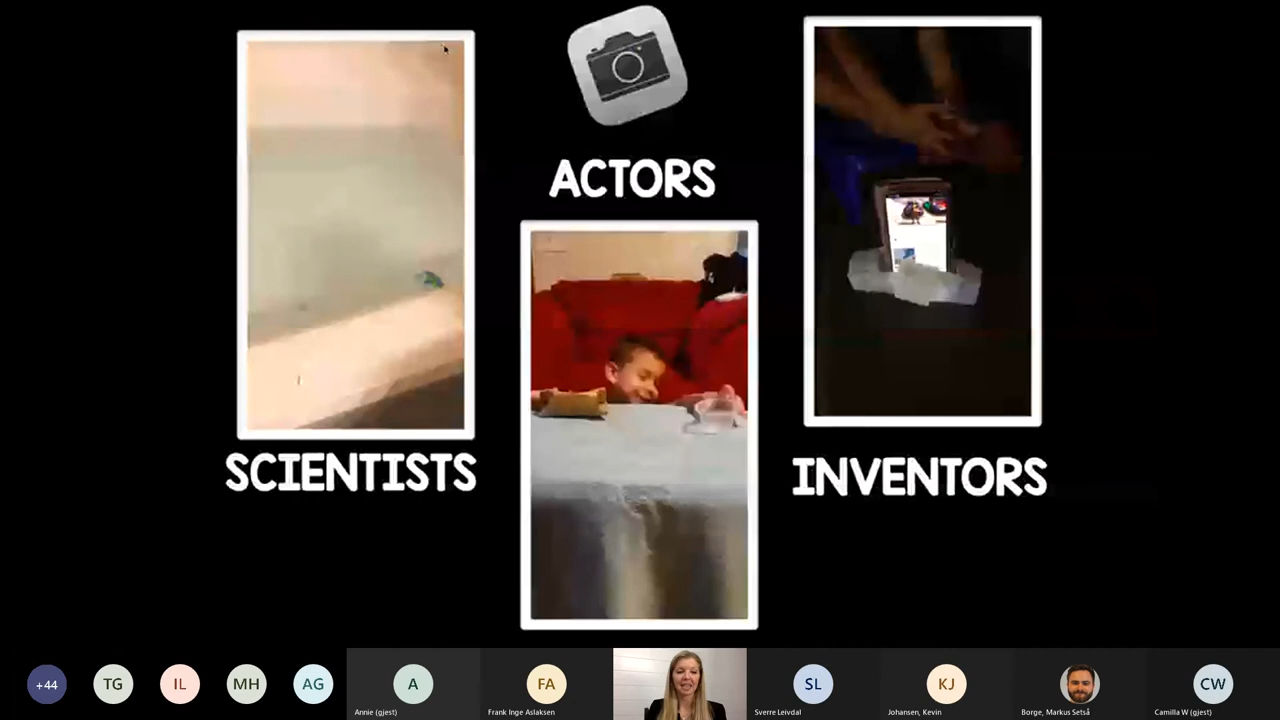 ACTORS
SCIENTISTS
INVENTORS
+44
TG
IL
MH
AG
A
FA
SL
KJ
CW
Annie (gjest)
Frank Inge Aslaksen
Sverre Leivdal
Johansen, Kevin
Borge, Markus Setså
Camilla W (gjest)